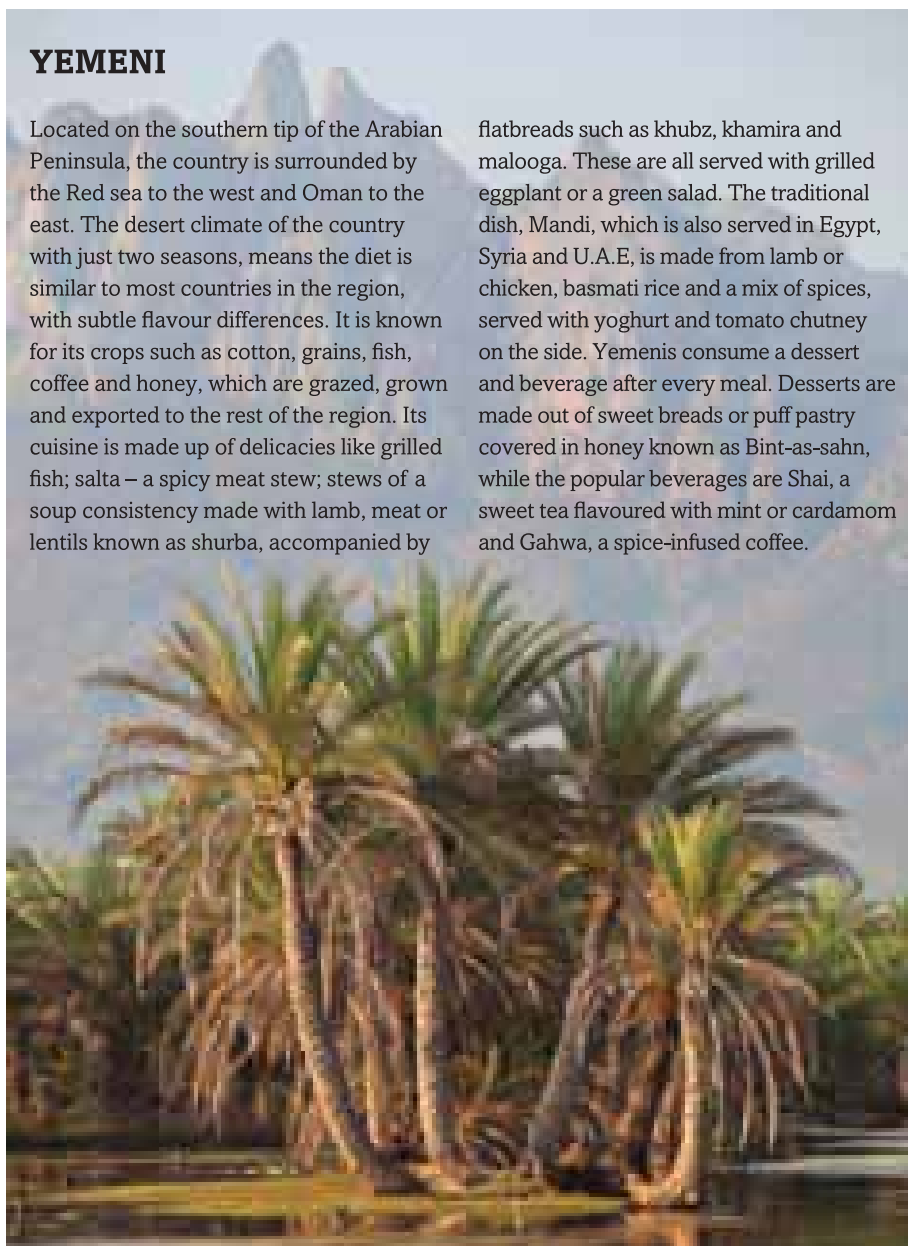 YEMENI
Located on the southern tip of the Arabian
Peninsula, the country is surrounded by
the Red sea to the west and Oman to the
east. The desert climate of the country
with just two seasons, means the diet is
similar to most countries in the region,
with subtle flavour differences. It is known
for its crops such as cotton, grains, fish,
coffee and honey, which are grazed, grown
and exported to the rest of the region. Its
cuisine is made up of delicacies like grilled
fish; salta – a spicy meat stew; stews of a
soup consistency made with lamb, meat or
lentils known as shurba, accompanied by
flatbreads such as khubz, khamira and
malooga. These are all served with grilled
eggplant or a green salad. The traditional
dish, Mandi, which is also served in Egypt,
Syria and U.A.E, is made from lamb or
chicken, basmati rice and a mix of spices,
served with yoghurt and tomato chutney
on the side. Yemenis consume a dessert
and beverage after every meal. Desserts are
made out of sweet breads or puff pastry
covered in honey known as Bint-as-sahn,
while the popular beverages are Shai, a
sweet tea flavoured with mint or cardamom
and Gahwa, a spice-infused coffee.